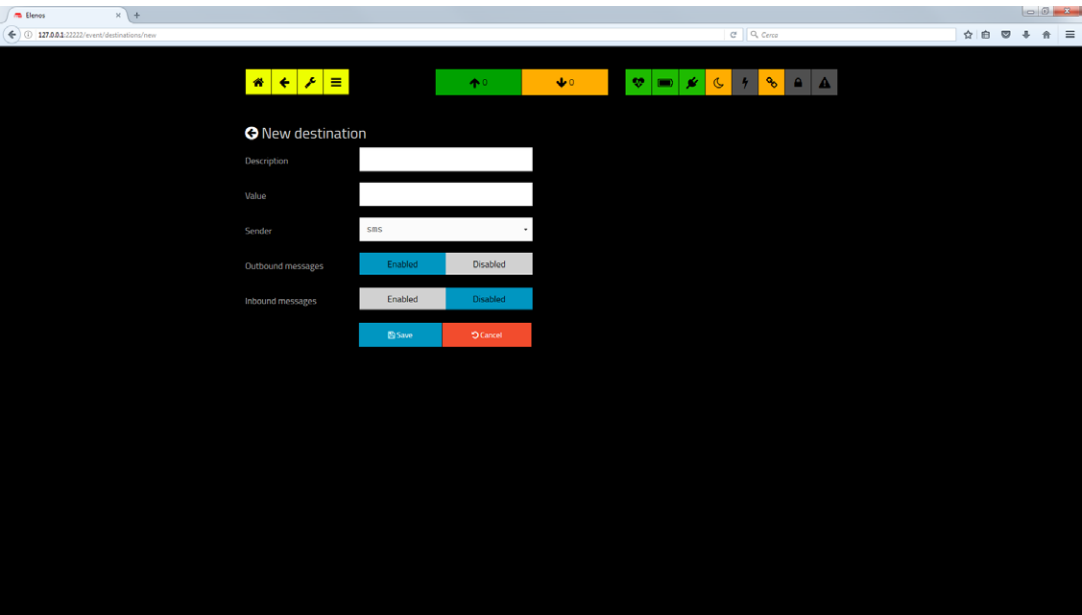 Elenos
127.0.0.1:22222/event/destinations/new
Cerca
0
0
New destination
Description
Value
Sender
sms
Outbound messages
Enabled
Disabled
Inbound messages
Enabled
Disabled
Save
Cancel